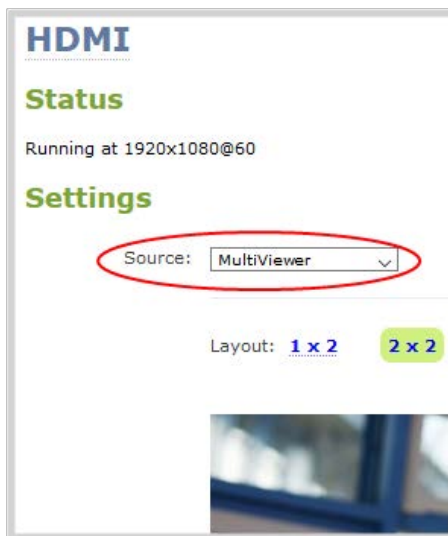 HDMI
Status
Running at 1920x1080@60
Settings
Source: MultiViewer
Layout: 1 x 2 2 x 2